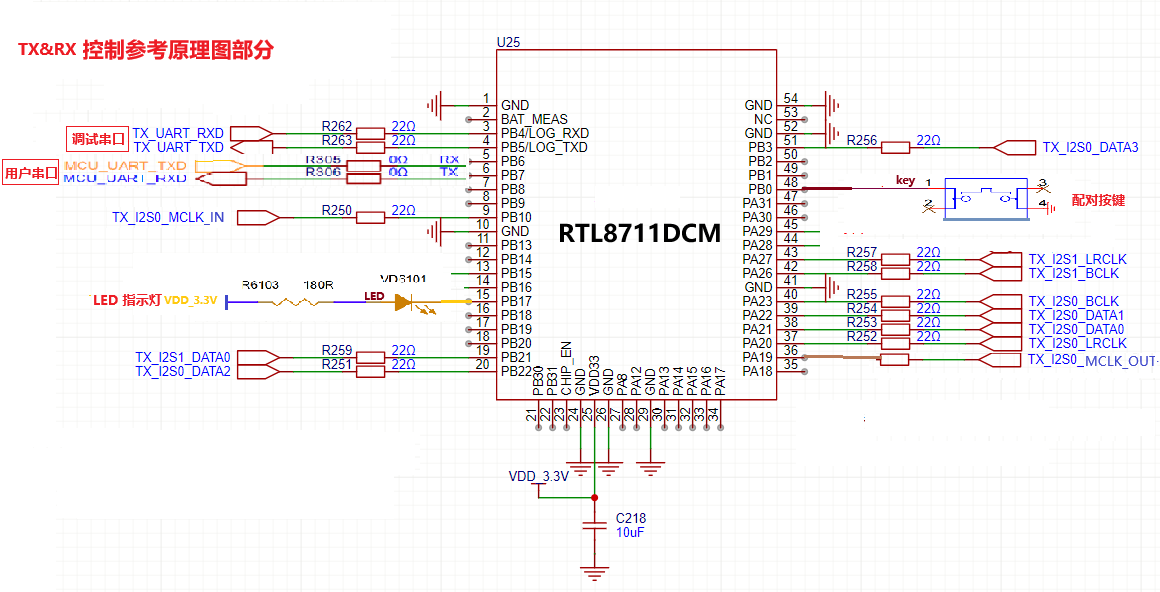 U25
TX&RX 控制参考原理图部分
1 GND
2 BAT_MEAS
3 PB4/LOG_RXD
4 PB5/LOG_TXD
5 PB6
6 PB7
7 PB8
8 PB9
9 PB10
10 GND
11 PB13
12 PB14
13 PB15
14 PB16
15 PB17
16 PB18
17 PB19
18 PB20
19 PB21
20 PB22
调试串口 TX_UART_RXD R262 22Ω
TX_UART_TXD R263 22Ω
用户串口 MCU_UART_TXD R305 0Ω RX
MCU_UART_RXD R306 0Ω TX
TX_I2S0_MCLK_IN R250 22Ω
R6103 180R VD3101
LED 指示灯 VDD_3.3V LED
TX_I2S1_DATA0 R259 22Ω
TX_I2S0_DATA2 R251 22Ω
RTL8711DCM
GND 54
NC 53
GND 52
PB3 51
PB2 50
PB1 49
PB0 48
PA31 47
PA30 46
PA29 45
PA28 44
PA27 43
PA26 42
GND 41
PA23 40
PA22 39
PA21 38
PA20 37
PA19 36
PA18 35
R256 22Ω TX_I2S0_DATA3
key 1 3
2 4 配对按键
R257 22Ω TX_I2S1_LRCLK
R258 22Ω TX_I2S1_BCLK
R255 22Ω TX_I2S0_BCLK
R254 22Ω TX_I2S0_DATA1
R253 22Ω TX_I2S0_DATA0
R252 22Ω TX_I2S0_LRCLK
TX_I2S0_MCLK_OUT
PB30 PB31 CHIP_EN GND VDD33 GND PA8 PA12 GND PA13 PA14 PA15 PA16 PA17
21 22 23 24 25 26 27 28 29 30 31 32 33 34
VDD_3.3V
C218
10uF